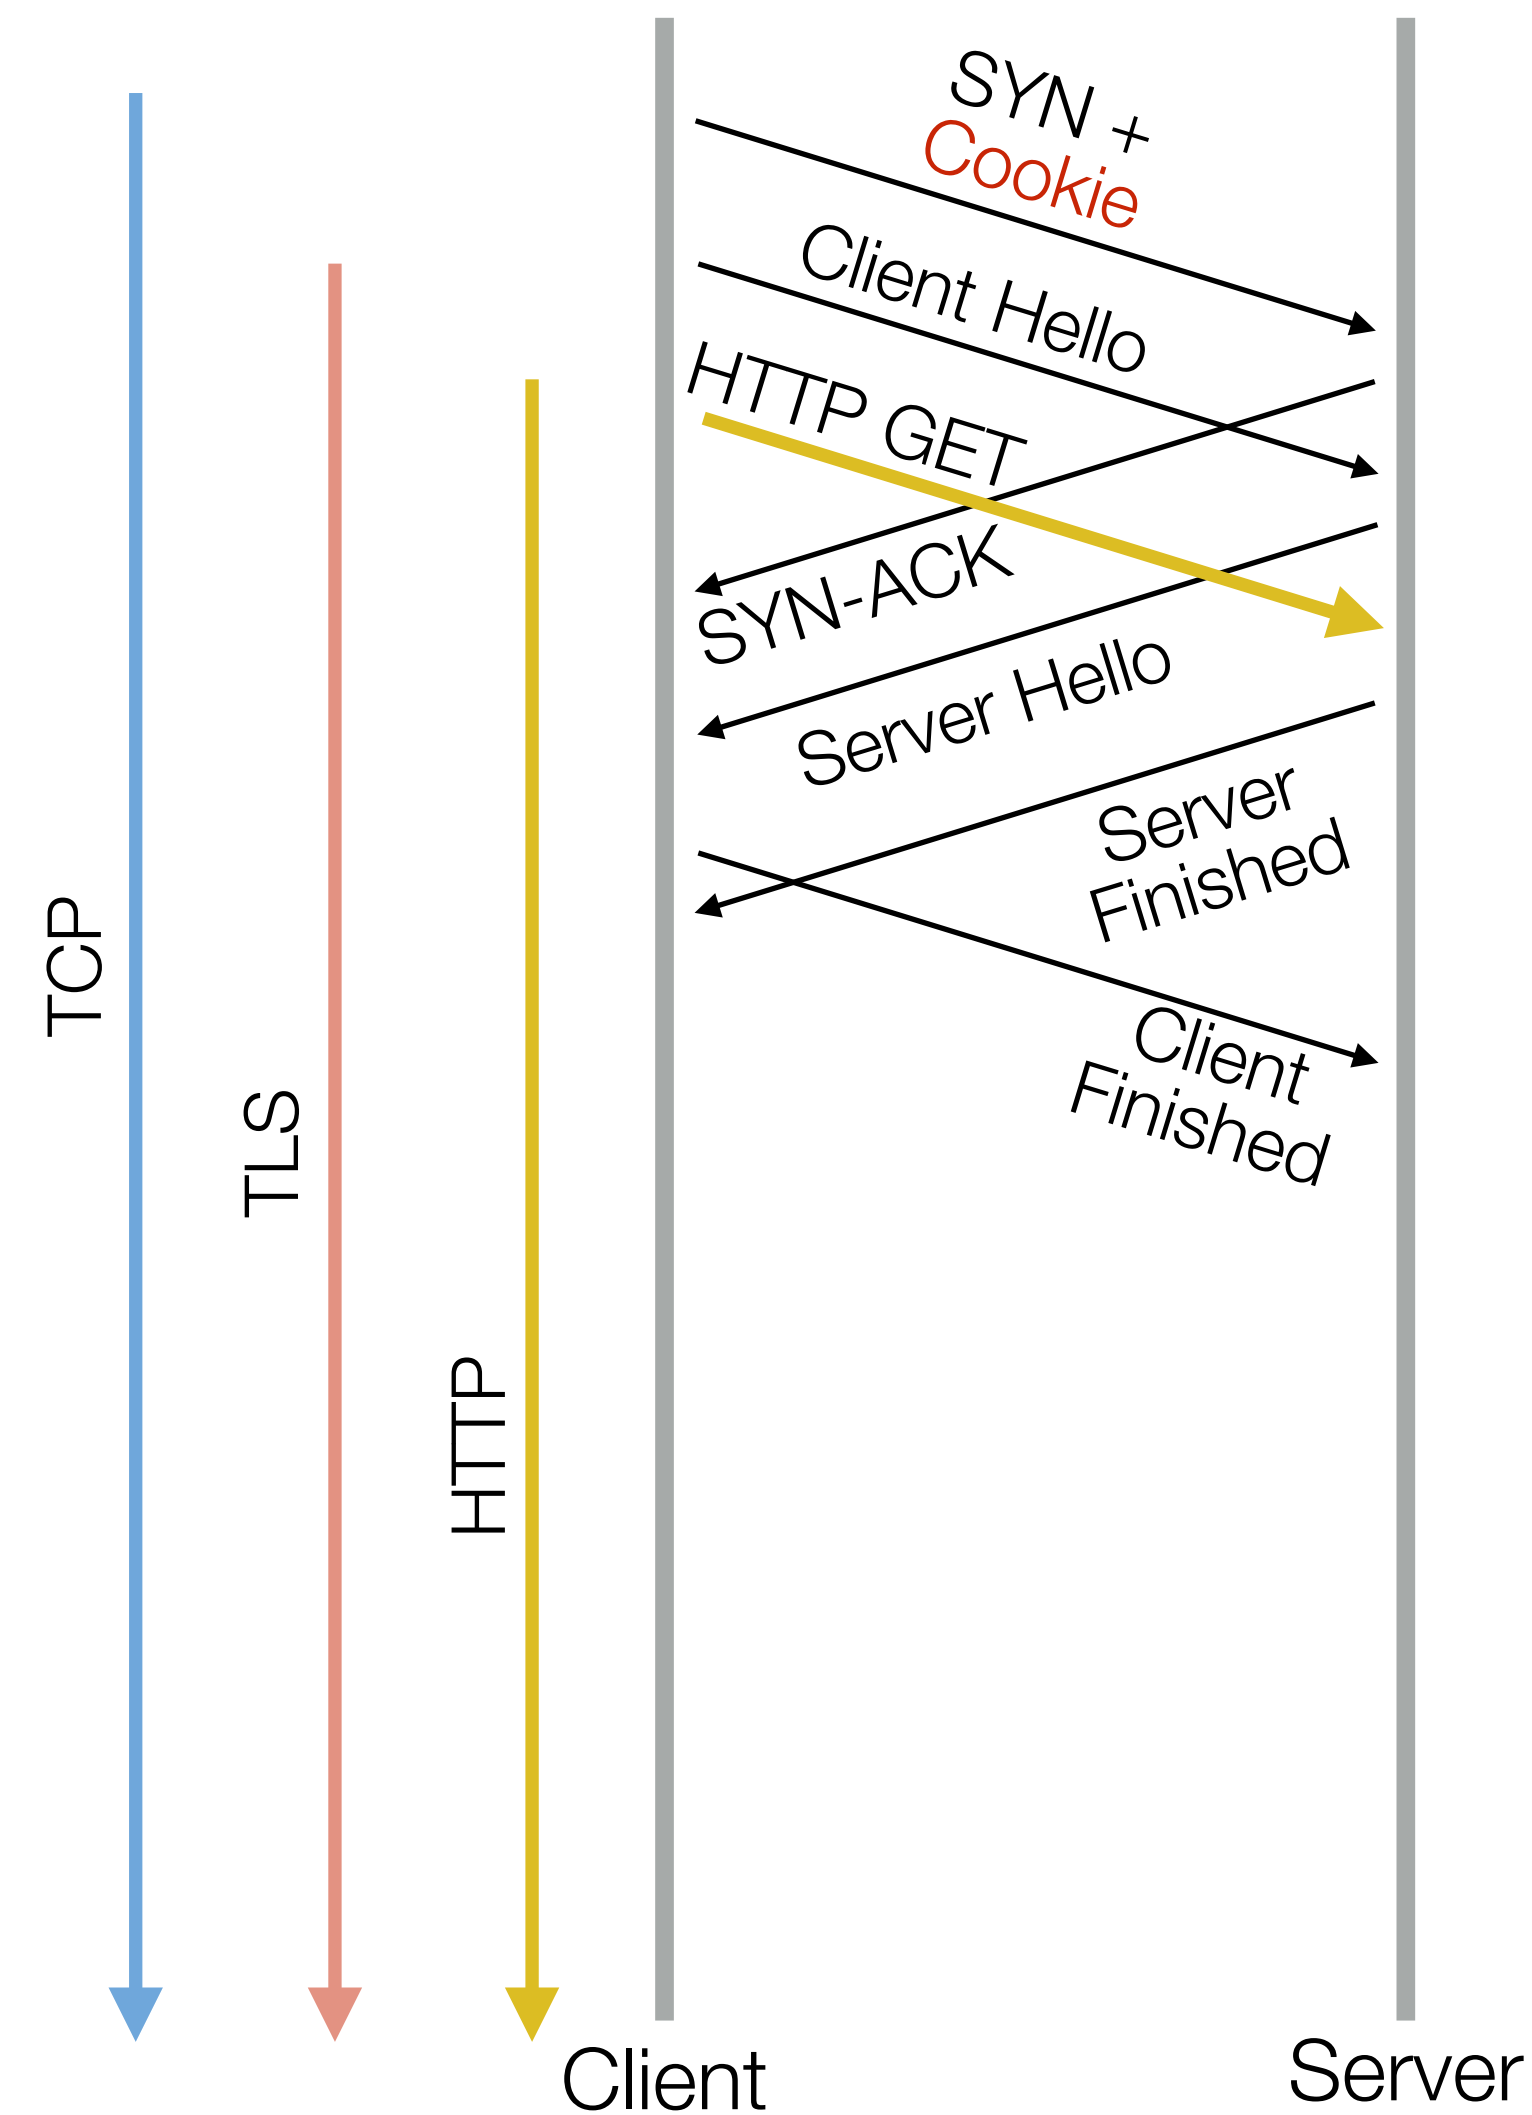 SYN +
Cookie
Client Hello
HTTP GET
SYN-ACK
Server Hello
Server
Finished
Client
Finished
TCP
TLS
HTTP
Client
Server